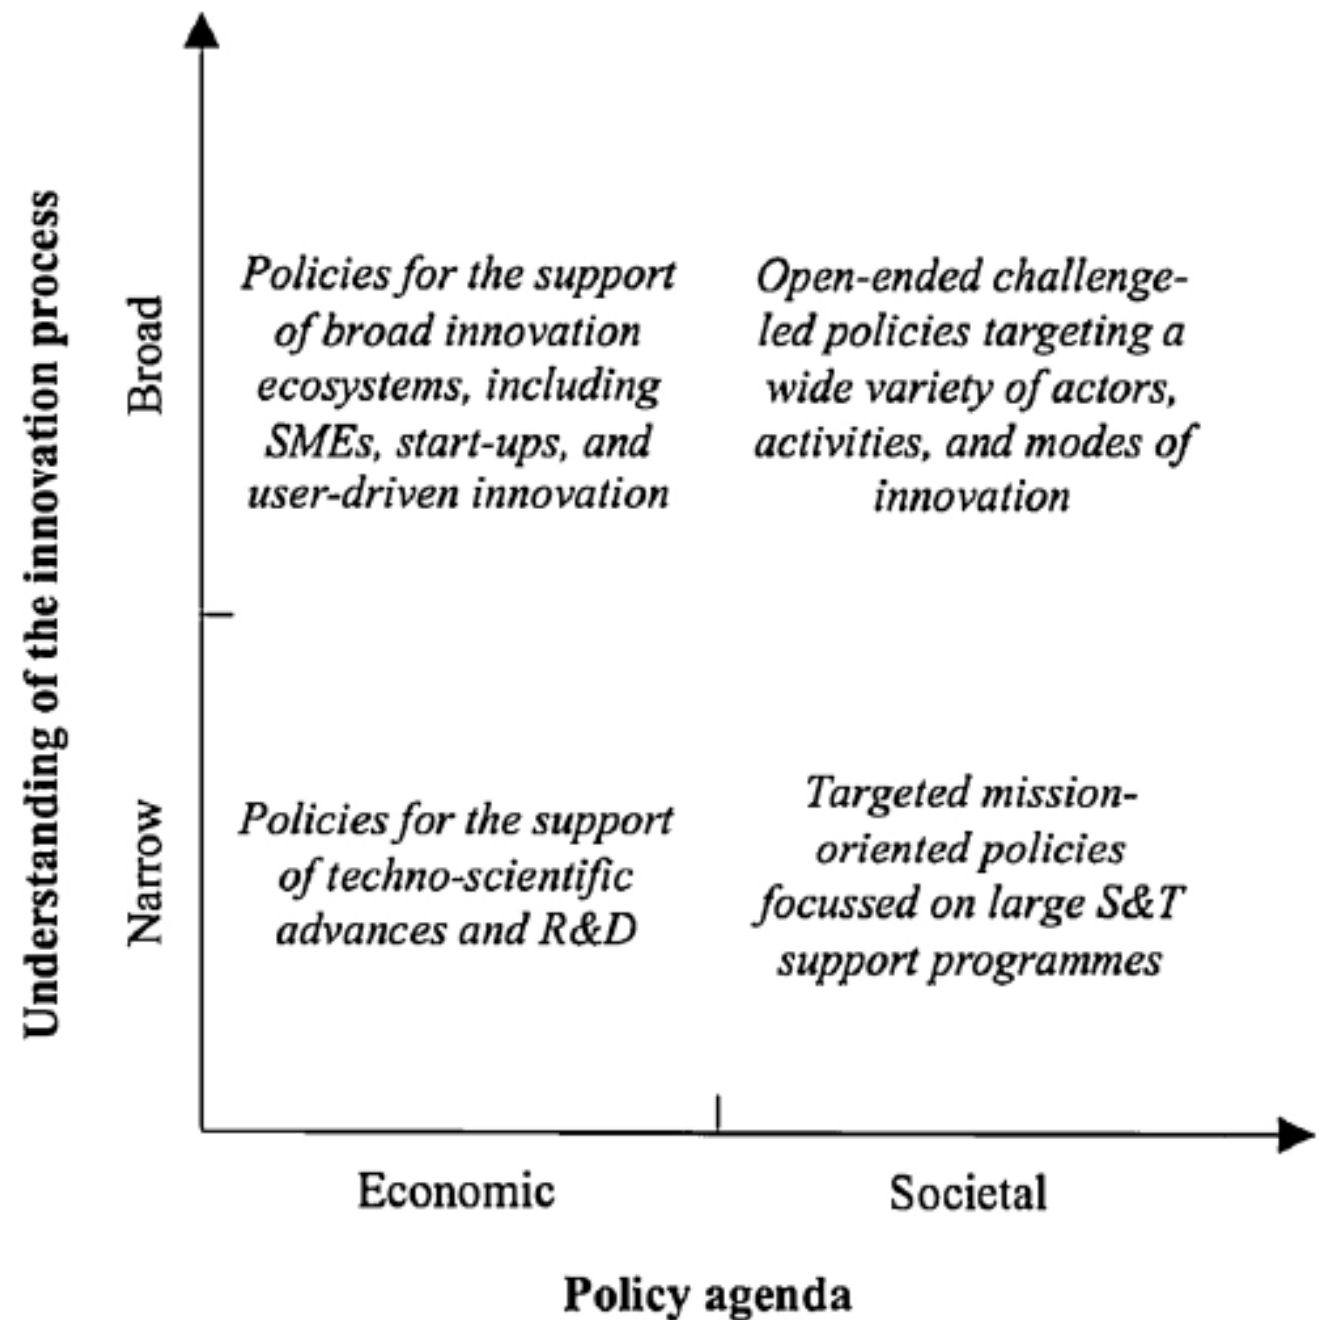 Understanding of the innovation process
Broad
Narrow
Policies for the support
of broad innovation
ecosystems, including
SMEs, start-ups, and
user-driven innovation
Open-ended challenge-
led policies targeting a
wide variety of actors,
activities, and modes of
innovation
Policies for the support
of techno-scientific
advances and R&D
Targeted mission-
oriented policies
focussed on large S&T
support programmes
Economic
Societal
Policy agenda